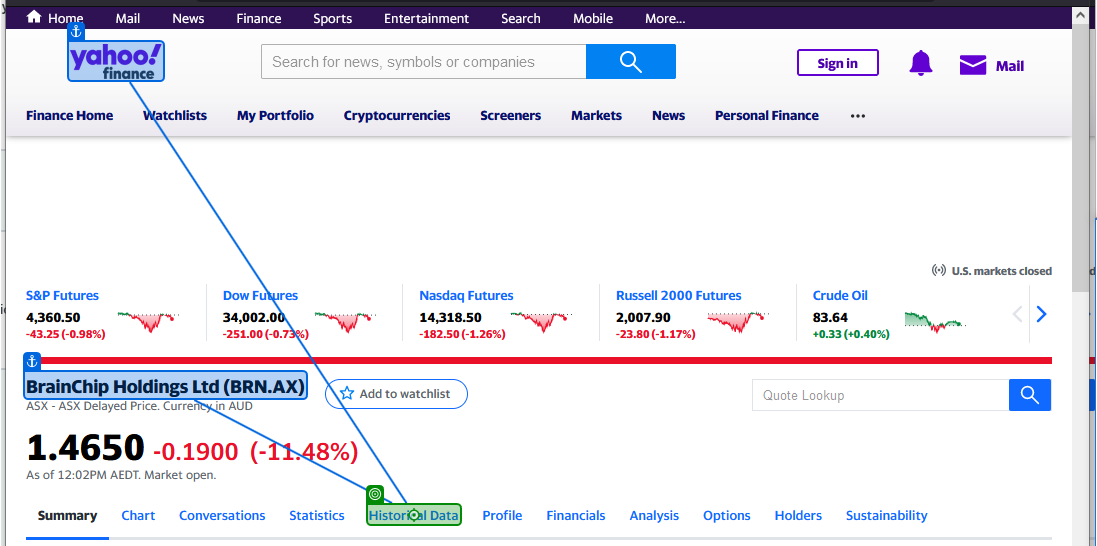 Home Mail News Finance Sports Entertainment Search Mobile More...
yahoo!
finance
Search for news, symbols or companies
Sign in
Mail
Finance Home Watchlists My Portfolio Cryptocurrencies Screeners Markets News Personal Finance ...
U.S. markets closed
S&P Futures Dow Futures Nasdaq Futures Russell 2000 Futures Crude Oil
4,360.50 34,002.00 14,318.50 2,007.90 83.64
-43.25 (-0.98%) -251.00 (-0.73%) -182.50 (-1.26%) -23.80 (-1.17%) +0.33 (+0.40%)
BrainChip Holdings Ltd (BRN.AX)
Add to watchlist
Quote Lookup
ASX - ASX Delayed Price. Currency in AUD
1.4650 -0.1900 (-11.48%)
As of 12:02PM AEDT. Market open.
Summary Chart Conversations Statistics Historical Data Profile Financials Analysis Options Holders Sustainability